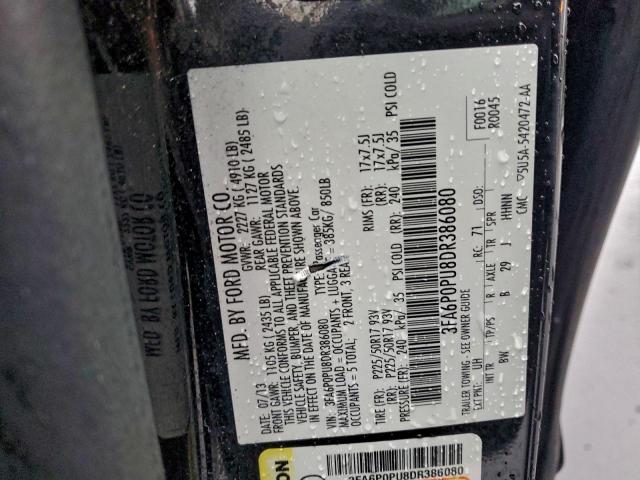 MFD. BY FORD MOTOR CO.
DATE: 07/13 GVWR: 2227 KG ( 4910 LB)
FRONT GAWR: 1105 KG ( 2435 LB) REAR GAWR: 1127 KG ( 2485 LB)
THIS VEHICLE CONFORMS TO ALL APPLICABLE FEDERAL MOTOR
VEHICLE SAFETY, BUMPER, AND THEFT PREVENTION STANDARDS
IN EFFECT ON THE DATE OF MANUFACTURE SHOWN ABOVE.
VIN: 3FA6P0PU8DR386080 Passenger Car
MAXIMUM LOAD = OCCUPANTS + LUGGAGE = 385KG/ 850LB
OCCUPANTS = 5 TOTAL: 2 FRONT, 3 REAR
TIRE (FR): P225/50R17 93V RIMS (FR): 17x7.5J
(RR): P225/50R17 93V (RR): 17x7.5J
PRESSURE (FR): 240 kPa/ 35 PSI COLD (RR): 240 kPa/ 35 PSI COLD
3FA6P0PU8DR386080
TRAILER TOWING - SEE OWNER GUIDE
F0016
R0045
EXT PNT: UH RC: 71 DSO:
INT TR TP/PS R AXLE TR SPR
BW B 29 J HHNN
CMC 5U5A-5420472-AA
ON
3FA6P0PU8DR386080